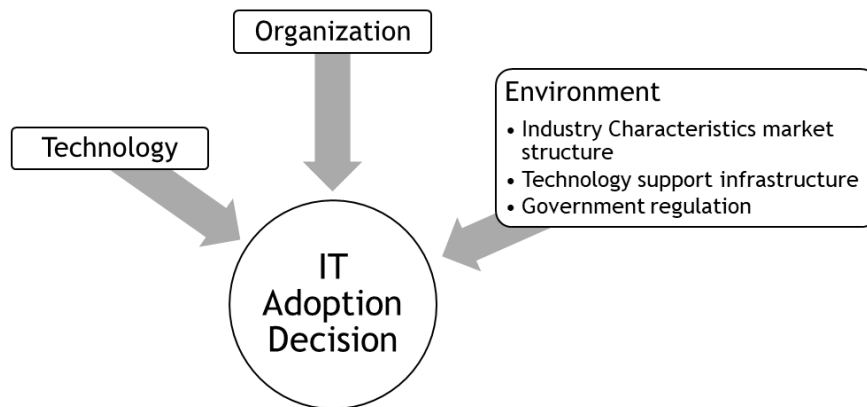 Organization
Technology
Environment
• Industry Characteristics market
structure
• Technology support infrastructure
• Government regulation
IT
Adoption
Decision